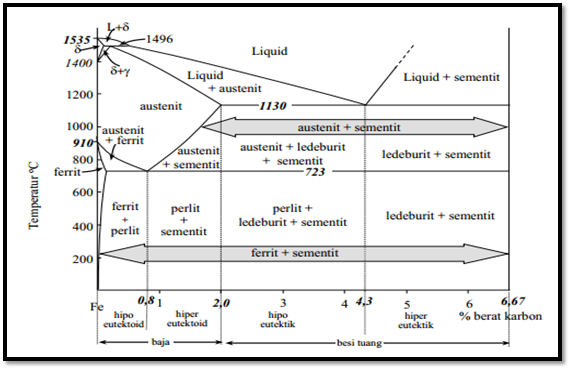 L+δ
1535
1496
δ
Liquid
1400
δ+γ
Liquid
+ austenit
Liquid + sementit
1200
austenit
1130
1000
austenit + sementit
austenit
+ ferrit
910
austenit
+ sementit
austenit + ledeburit
+ sementit
ledeburit + sementit
800
ferrit
723
Temperatur ºC
600
ferrit
+
perlit
perlit
+
sementit
perlit +
ledeburit + sementit
ledeburit + sementit
400
ferrit + sementit
200
Fe
0,8 1 2,0 3 4 4,3 5 6 6,67
% berat karbon
hipo
eutektoid
hiper
eutektoid
hipo
eutektik
hiper
eutektik
baja
besi tuang